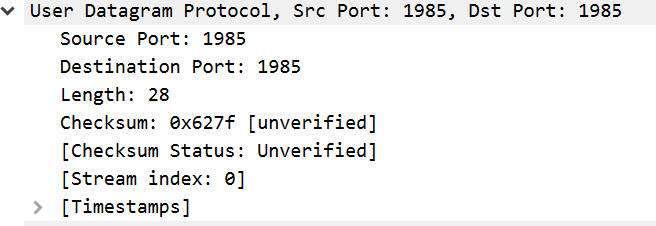 User Datagram Protocol, Src Port: 1985, Dst Port: 1985
Source Port: 1985
Destination Port: 1985
Length: 28
Checksum: 0x627f [unverified]
[Checksum Status: Unverified]
[Stream index: 0]
[Timestamps]